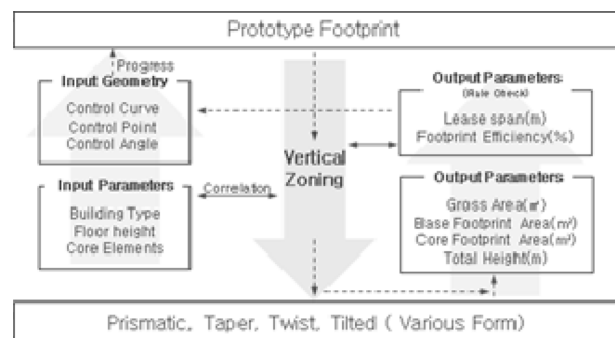 Prototype Footprint
Progress
Input Geometry
Control Curve
Control Point
Control Angle
Input Parameters
Building Type
Floor height
Core Elements
Correlation
Vertical
Zoning
Output Parameters
(Rule Check)
Lease span(m)
Footprint Efficiency(%)
Output Parameters
Gross Area(㎡)
Base Footprint Area(m²)
Core Footprint Area(m²)
Total Height(m)
Prismatic, Taper, Twist, Tilted ( Various Form)